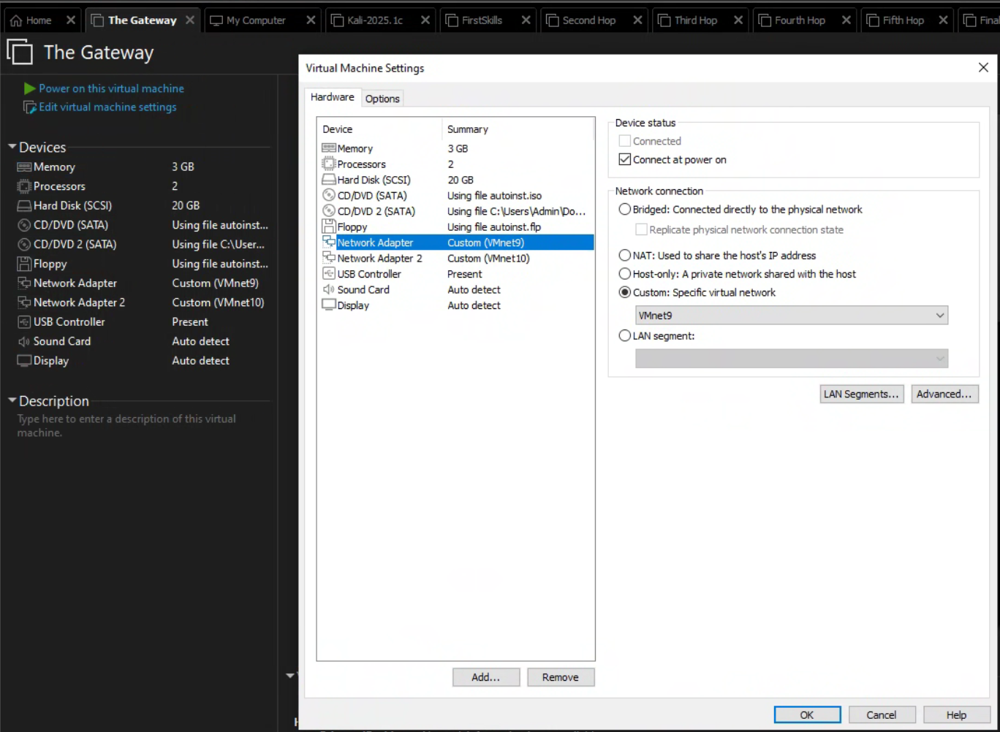 Home
The Gateway
My Computer
Kali-2025.1c
FirstSkills
Second Hop
Third Hop
Fourth Hop
Fifth Hop
The Gateway
Power on this virtual machine
Edit virtual machine settings
Devices
Memory 3 GB
Processors 2
Hard Disk (SCSI) 20 GB
CD/DVD (SATA) Using file autoinst...
CD/DVD 2 (SATA) Using file C:\User...
Floppy Using file autoinst...
Network Adapter Custom (VMnet9)
Network Adapter 2 Custom (VMnet10)
USB Controller Present
Sound Card Auto detect
Display Auto detect
Description
Type here to enter a description of this virtual
machine.
Virtual Machine Settings
Hardware
Options
Device Summary
Memory 3 GB
Processors 2
Hard Disk (SCSI) 20 GB
CD/DVD (SATA) Using file autoinst.iso
CD/DVD 2 (SATA) Using file C:\Users\Admin\Do...
Floppy Using file autoinst.flp
Network Adapter Custom (VMnet9)
Network Adapter 2 Custom (VMnet10)
USB Controller Present
Sound Card Auto detect
Display Auto detect
Add...
Remove
Device status
Connected
Connect at power on
Network connection
Bridged: Connected directly to the physical network
Replicate physical network connection state
NAT: Used to share the host's IP address
Host-only: A private network shared with the host
Custom: Specific virtual network
VMnet9
LAN segment:
LAN Segments...
Advanced...
OK
Cancel
Help